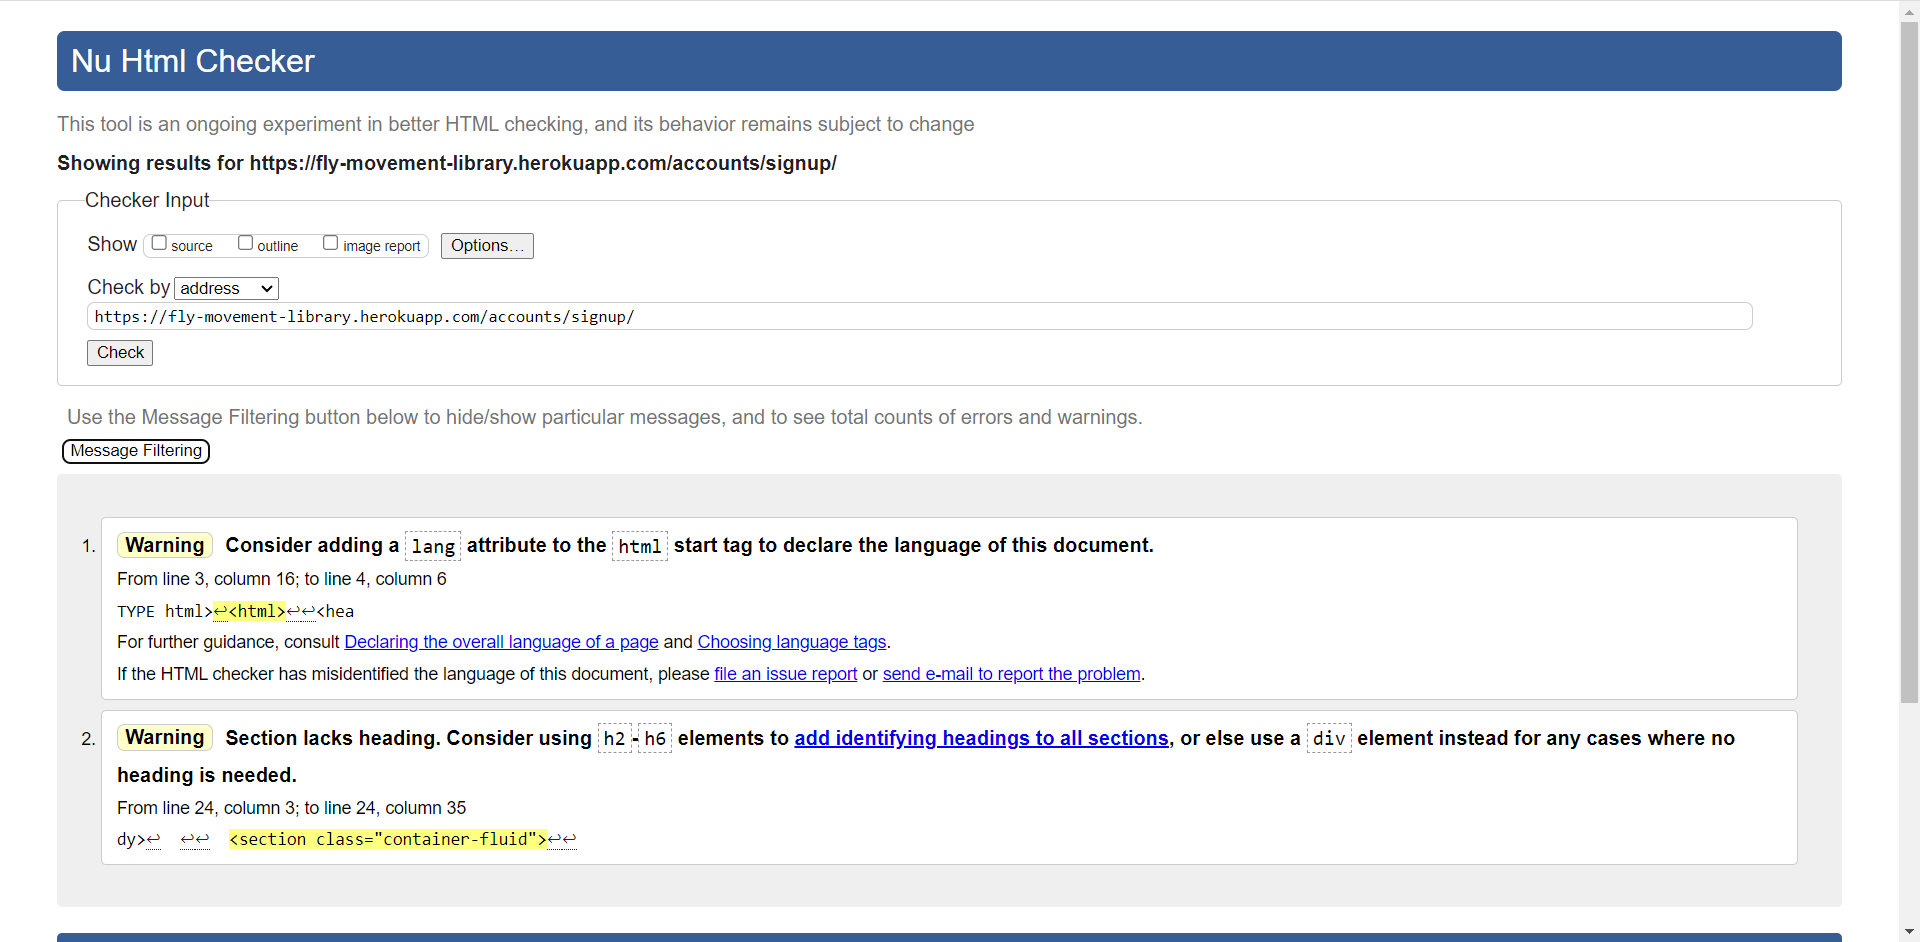 Nu Html Checker
This tool is an ongoing experiment in better HTML checking, and its behavior remains subject to change
Showing results for https://fly-movement-library.herokuapp.com/accounts/signup/
Checker Input
Show source outline image report Options...
Check by address
https://fly-movement-library.herokuapp.com/accounts/signup/
Check
Use the Message Filtering button below to hide/show particular messages, and to see total counts of errors and warnings.
Message Filtering
1. Warning Consider adding a lang attribute to the html start tag to declare the language of this document.
From line 3, column 16; to line 4, column 6
TYPE html>↩<html>↩↩<hea
For further guidance, consult Declaring the overall language of a page and Choosing language tags.
If the HTML checker has misidentified the language of this document, please file an issue report or send e-mail to report the problem.
2. Warning Section lacks heading. Consider using h2-h6 elements to add identifying headings to all sections, or else use a div element instead for any cases where no
heading is needed.
From line 24, column 3; to line 24, column 35
dy>↩ ↩↩ <section class="container-fluid">↩↩